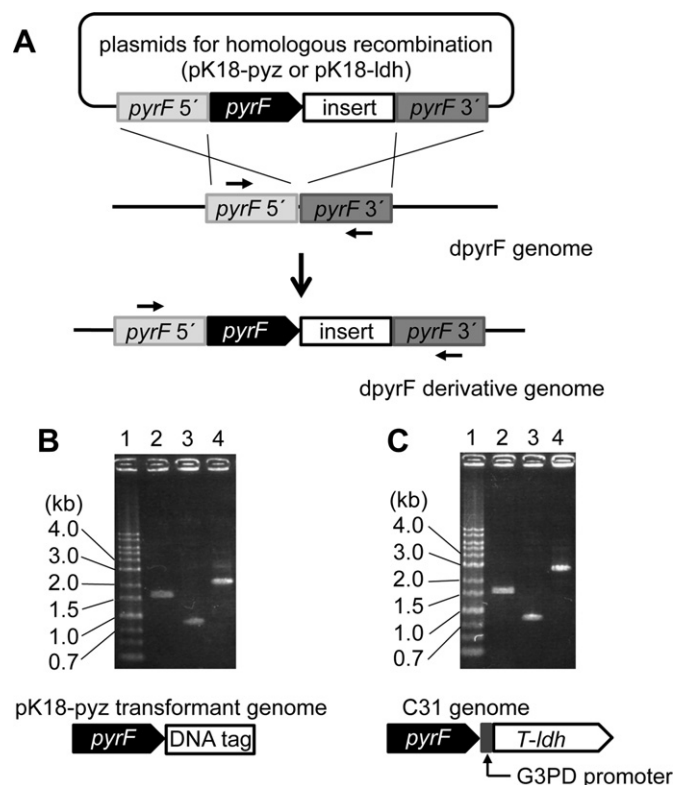 A
plasmids for homologous recombination
(pK18-pyz or pK18-ldh)
pyrF 5´ pyrF insert pyrF 3´
pyrF 5´ pyrF 3´
dpyrF genome
pyrF 5´ pyrF insert pyrF 3´
dpyrF derivative genome
B
1 2 3 4
(kb)
4.0
3.0
2.0
1.5
1.0
0.7
pK18-pyz transformant genome
pyrF DNA tag
C
1 2 3 4
(kb)
4.0
3.0
2.0
1.5
1.0
0.7
C31 genome
pyrF T-ldh
G3PD promoter